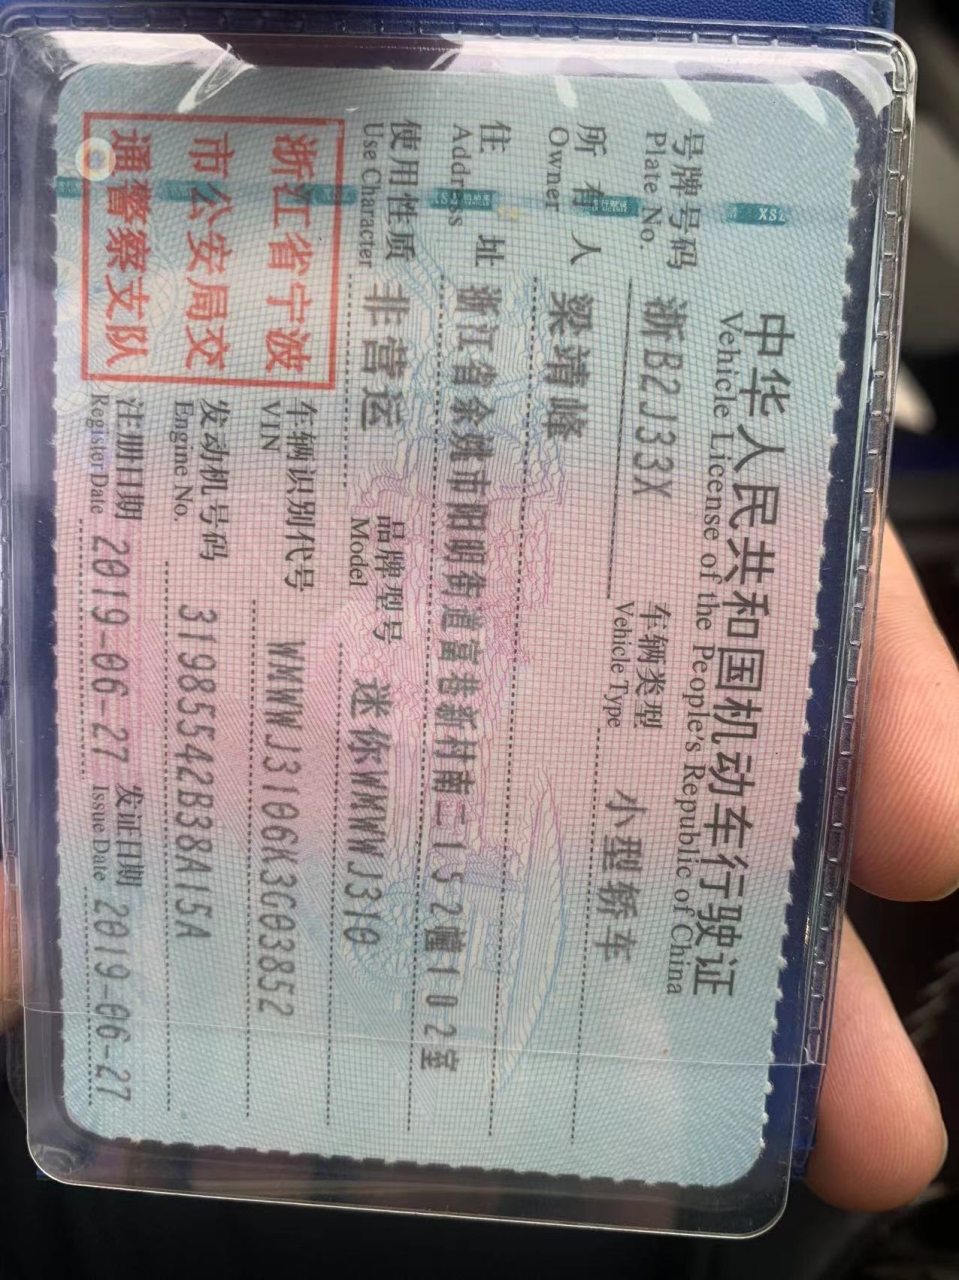 中华人民共和国机动车行驶证
Vehicle License of the People's Republic of China
号牌号码 浙B2J33X 车辆类型 小型轿车
Plate No. Vehicle Type
所有人 梁靖峰
Owner
住址 浙江省余姚市阳明街道富巷新村南三152幢102室
Address
使用性质 非营运 品牌型号 迷你WMWWJ310
Use Character Model
浙江省宁波
市公安局交
通警察支队
车辆识别代号 WMWWJ3106K3G03852
VIN
发动机号码 31985542B38A15A
Engine No.
注册日期 2019-06-27 发证日期 2019-06-27
Register Date Issue Date